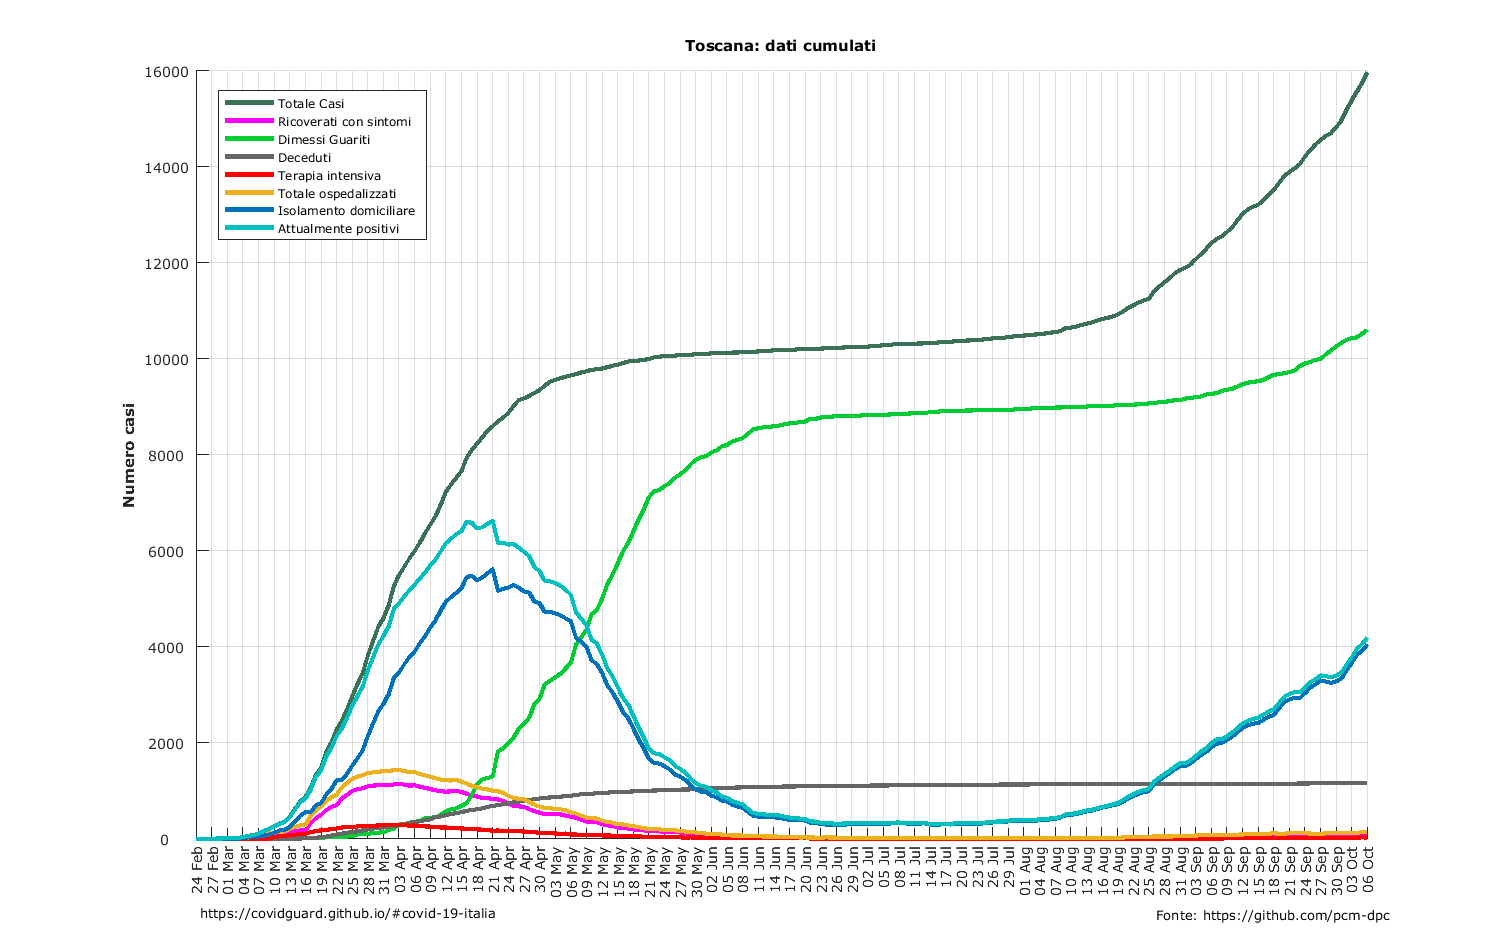 Toscana: dati cumulati
16000
14000
12000
10000
8000
6000
4000
2000
0
Numero casi
Totale Casi
Ricoverati con sintomi
Dimessi Guariti
Deceduti
Terapia intensiva
Totale ospedalizzati
Isolamento domiciliare
Attualmente positivi
24 Feb
27 Feb
01 Mar
04 Mar
07 Mar
10 Mar
13 Mar
16 Mar
19 Mar
22 Mar
25 Mar
28 Mar
31 Mar
03 Apr
06 Apr
09 Apr
12 Apr
15 Apr
18 Apr
21 Apr
24 Apr
27 Apr
30 Apr
03 May
06 May
09 May
12 May
15 May
18 May
21 May
24 May
27 May
30 May
02 Jun
05 Jun
08 Jun
11 Jun
14 Jun
17 Jun
20 Jun
23 Jun
26 Jun
29 Jun
02 Jul
05 Jul
08 Jul
11 Jul
14 Jul
17 Jul
20 Jul
23 Jul
26 Jul
29 Jul
01 Aug
04 Aug
07 Aug
10 Aug
13 Aug
16 Aug
19 Aug
22 Aug
25 Aug
28 Aug
31 Aug
03 Sep
06 Sep
09 Sep
12 Sep
15 Sep
18 Sep
21 Sep
24 Sep
27 Sep
30 Sep
03 Oct
06 Oct
https://covidguard.github.io/#covid-19-italia
Fonte: https://github.com/pcm-dpc